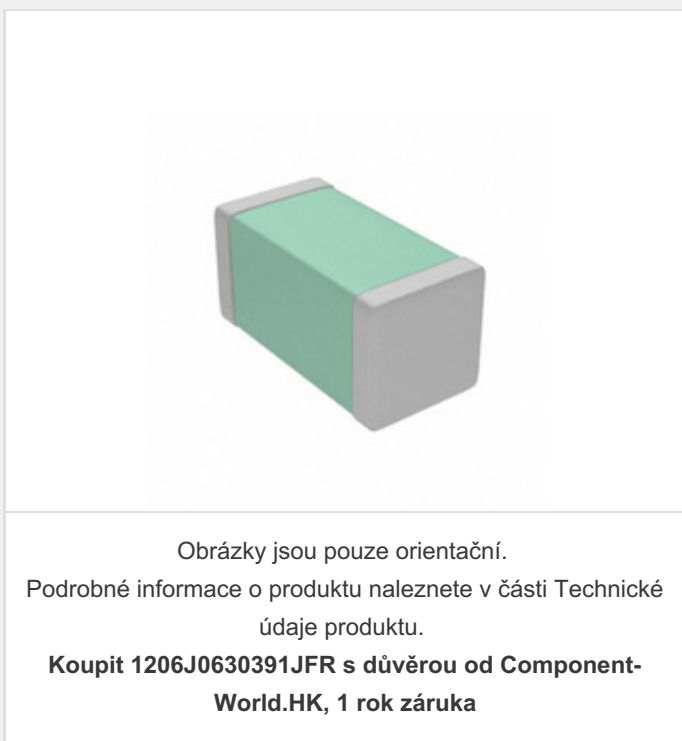 Obrázky jsou pouze orientační.
Podrobné informace o produktu naleznete v části Technické
údaje produktu.
Koupit 1206J0630391JFR s důvěrou od Component-
World.HK, 1 rok záruka